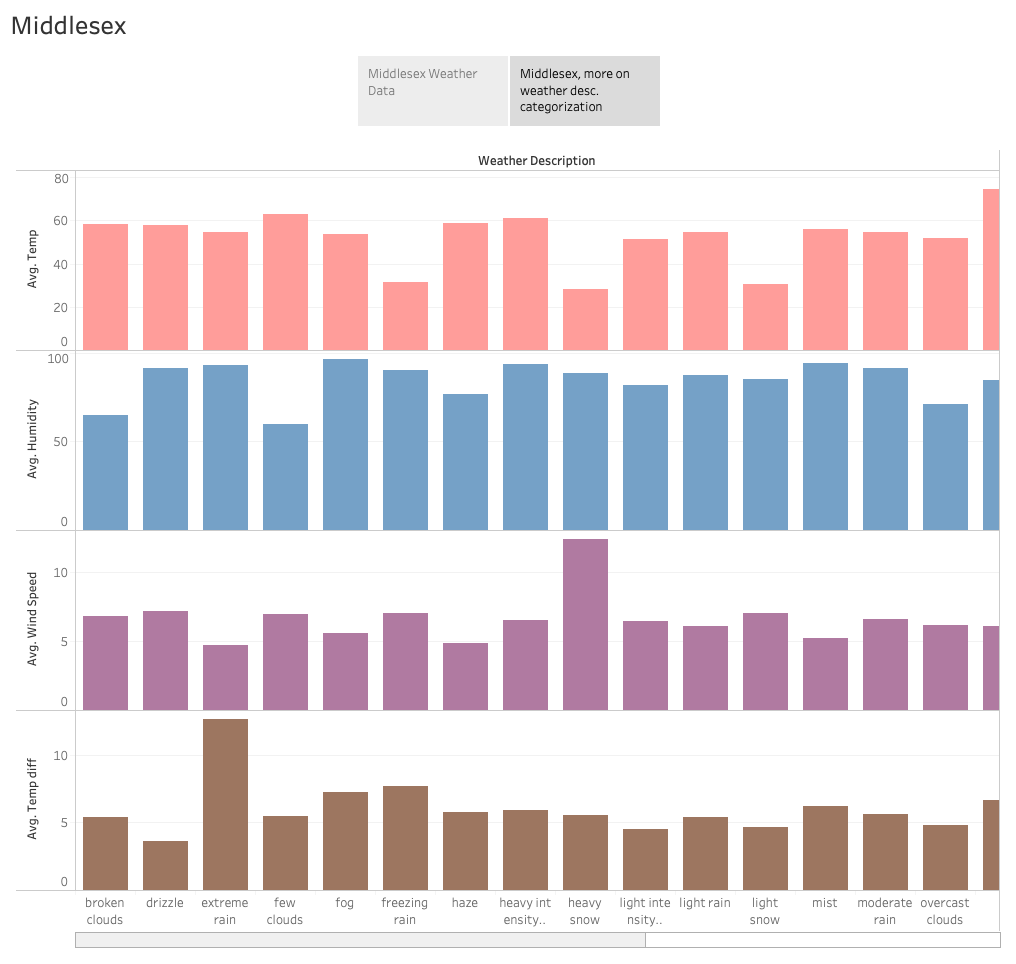 Middlesex
Middlesex Weather
Data
Middlesex, more on
weather desc.
categorization
Weather Description
Avg. Temp
80
60
40
20
0
Avg. Humidity
100
50
0
Avg. Wind Speed
10
5
0
Avg. Temp diff
10
5
0
broken
clouds
drizzle
extreme
rain
few
clouds
fog
freezing
rain
haze
heavy int
ensity..
heavy
snow
light inte
nsity..
light rain
light
snow
mist
moderate
rain
overcast
clouds